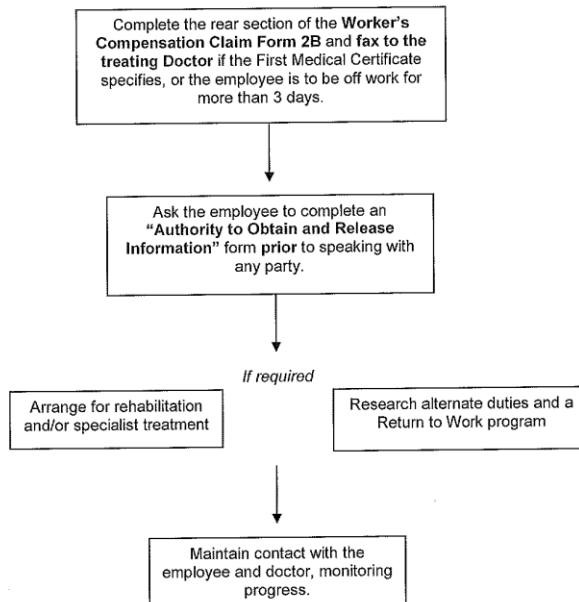 Complete the rear section of the Worker's
Compensation Claim Form 2B and fax to the
treating Doctor if the First Medical Certificate
specifies, or the employee is to be off work for
more than 3 days.
Ask the employee to complete an
“Authority to Obtain and Release
Information” form prior to speaking with
any party.
If required
Arrange for rehabilitation
and/or specialist treatment
Research alternate duties and a
Return to Work program
Maintain contact with the
employee and doctor, monitoring
progress.